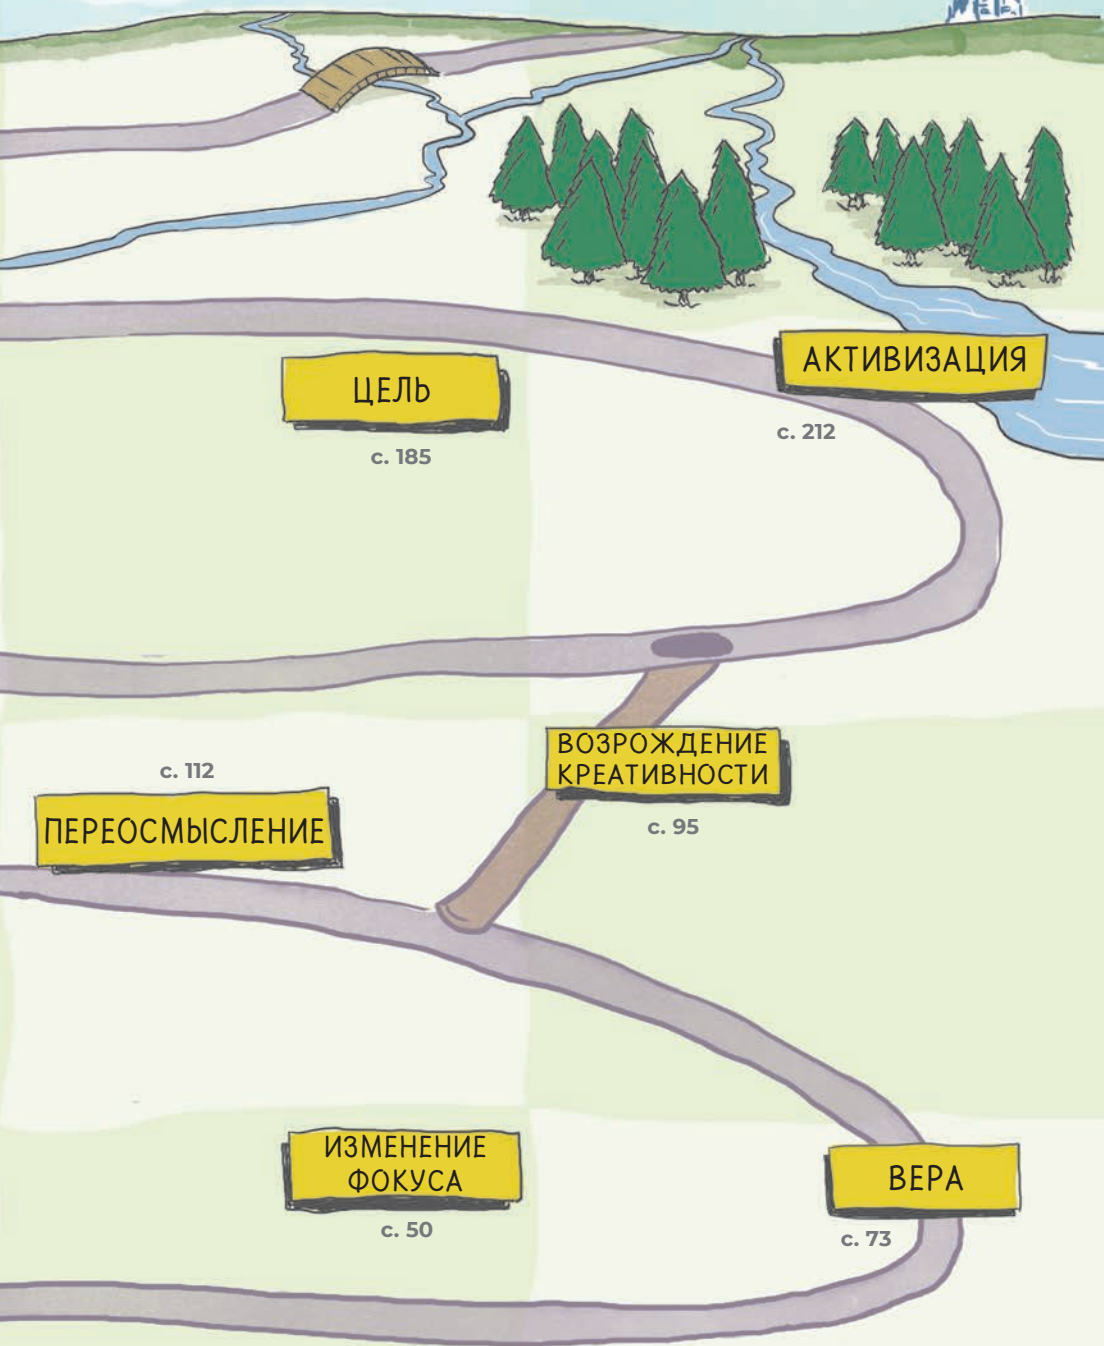 АКТИВИЗАЦИЯ
с. 212
ЦЕЛЬ
с. 185
ВОЗРОЖДЕНИЕ
КРЕАТИВНОСТИ
с. 95
с. 112
ПЕРЕОСМЫСЛЕНИЕ
ИЗМЕНЕНИЕ
ФОКУСА
с. 50
ВЕРА
с. 73